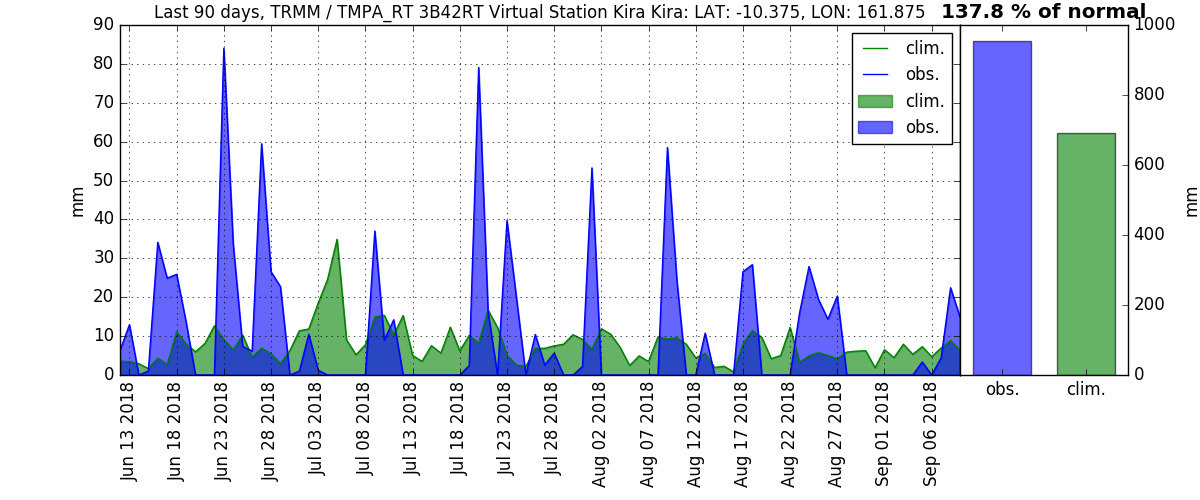 Last 90 days, TRMM / TMPA_RT 3B42RT Virtual Station Kira Kira: LAT: -10.375, LON: 161.875
137.8 % of normal
mm
90
80
70
60
50
40
30
20
10
0
clim.
obs.
clim.
obs.
Jun 13 2018
Jun 18 2018
Jun 23 2018
Jun 28 2018
Jul 03 2018
Jul 08 2018
Jul 13 2018
Jul 18 2018
Jul 23 2018
Jul 28 2018
Aug 02 2018
Aug 07 2018
Aug 12 2018
Aug 17 2018
Aug 22 2018
Aug 27 2018
Sep 01 2018
Sep 06 2018
1000
800
600
400
200
0
mm
obs.
clim.